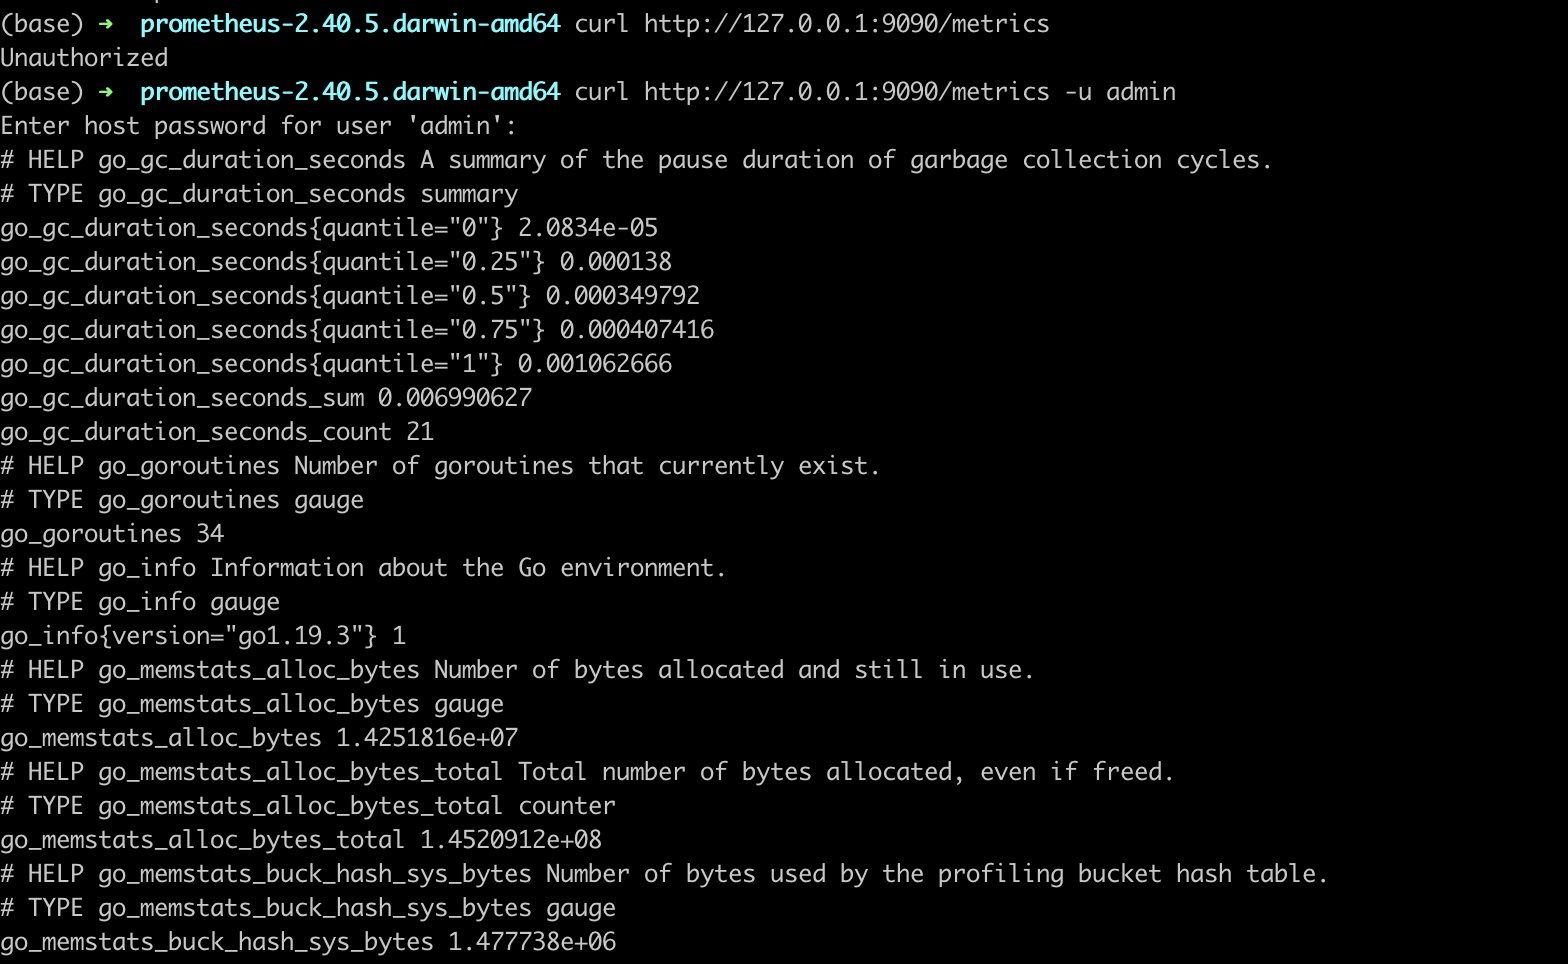 (base) ➜  prometheus-2.40.5.darwin-amd64 curl http://127.0.0.1:9090/metrics
Unauthorized
(base) ➜  prometheus-2.40.5.darwin-amd64 curl http://127.0.0.1:9090/metrics -u admin
Enter host password for user 'admin':
# HELP go_gc_duration_seconds A summary of the pause duration of garbage collection cycles.
# TYPE go_gc_duration_seconds summary
go_gc_duration_seconds{quantile="0"} 2.0834e-05
go_gc_duration_seconds{quantile="0.25"} 0.000138
go_gc_duration_seconds{quantile="0.5"} 0.000349792
go_gc_duration_seconds{quantile="0.75"} 0.000407416
go_gc_duration_seconds{quantile="1"} 0.001062666
go_gc_duration_seconds_sum 0.006990627
go_gc_duration_seconds_count 21
# HELP go_goroutines Number of goroutines that currently exist.
# TYPE go_goroutines gauge
go_goroutines 34
# HELP go_info Information about the Go environment.
# TYPE go_info gauge
go_info{version="go1.19.3"} 1
# HELP go_memstats_alloc_bytes Number of bytes allocated and still in use.
# TYPE go_memstats_alloc_bytes gauge
go_memstats_alloc_bytes 1.4251816e+07
# HELP go_memstats_alloc_bytes_total Total number of bytes allocated, even if freed.
# TYPE go_memstats_alloc_bytes_total counter
go_memstats_alloc_bytes_total 1.4520912e+08
# HELP go_memstats_buck_hash_sys_bytes Number of bytes used by the profiling bucket hash table.
# TYPE go_memstats_buck_hash_sys_bytes gauge
go_memstats_buck_hash_sys_bytes 1.477738e+06